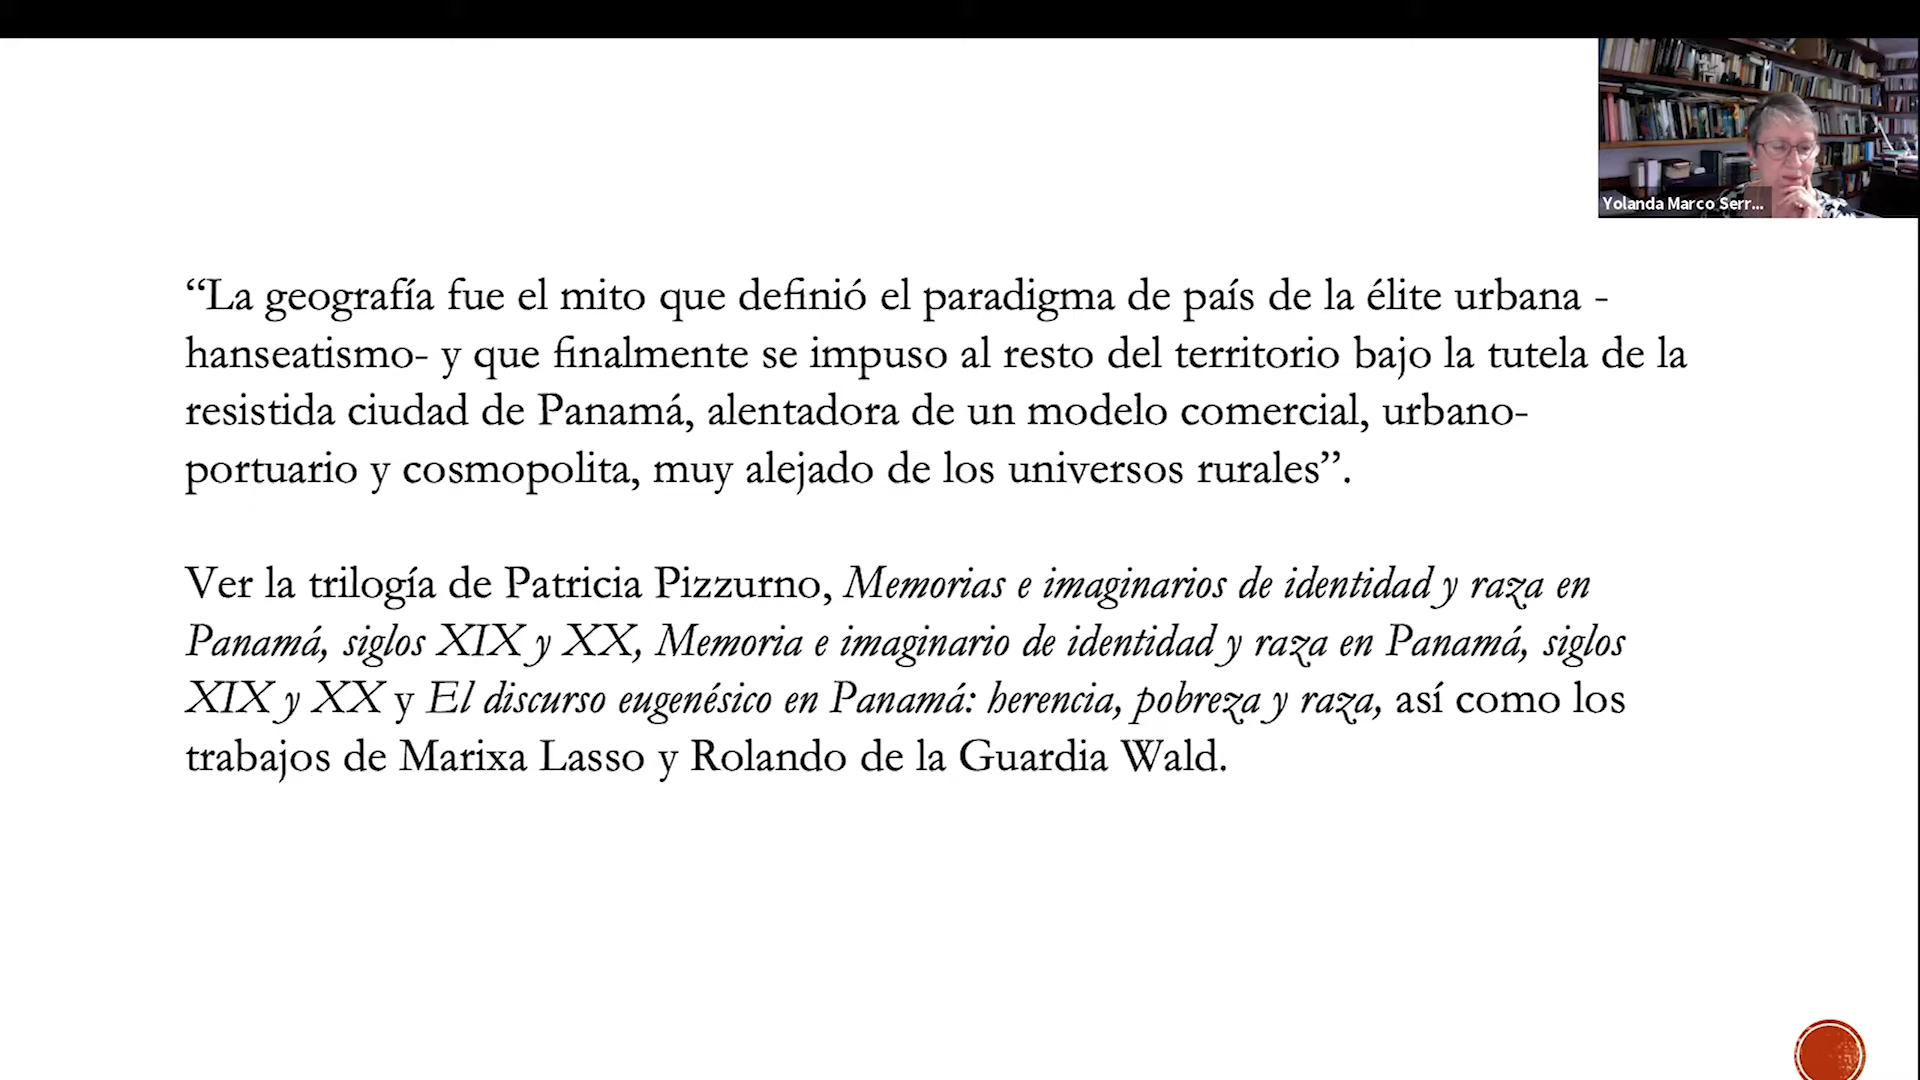 Yolanda Marco Serr...
“La geografía fue el mito que definió el paradigma de país de la élite urbana -
hanseatismo- y que finalmente se impuso al resto del territorio bajo la tutela de la
resistida ciudad de Panamá, alentadora de un modelo comercial, urbano-
portuario y cosmopolita, muy alejado de los universos rurales”.
Ver la trilogía de Patricia Pizzurno, Memorias e imaginarios de identidad y raza en
Panamá, siglos XIX y XX, Memoria e imaginario de identidad y raza en Panamá, siglos
XIX y XX y El discurso eugenésico en Panamá: herencia, pobreza y raza, así como los
trabajos de Marixa Lasso y Rolando de la Guardia Wald.